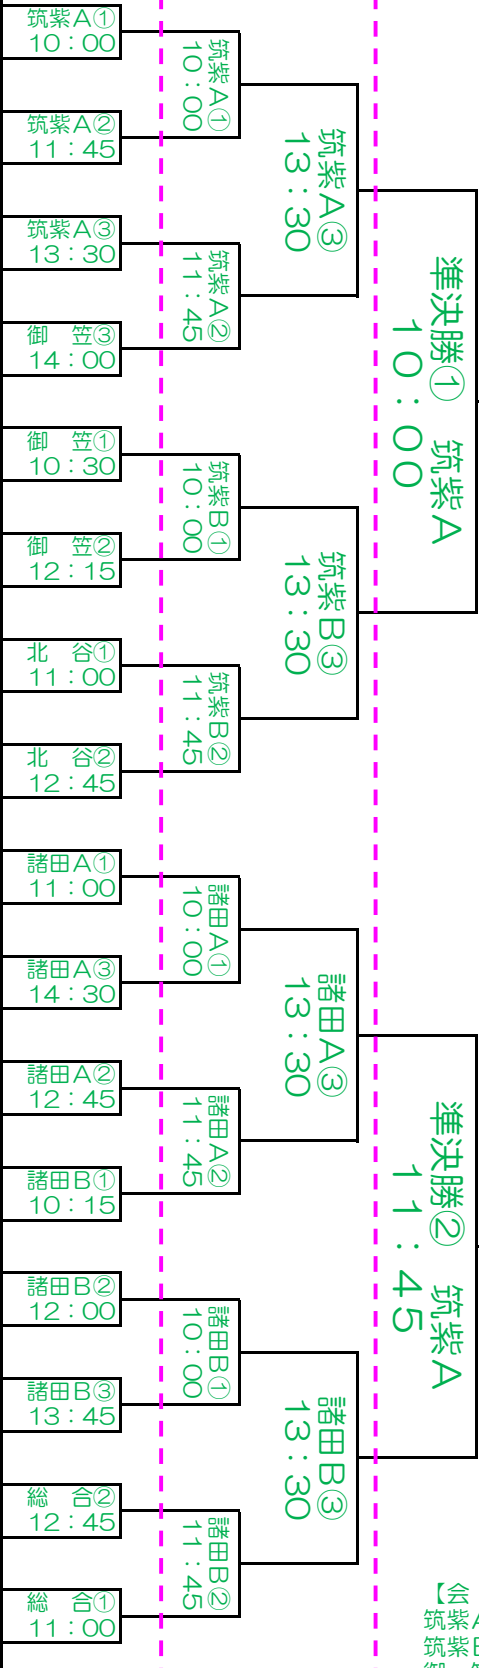 筑紫A①
10：00
筑紫A②
11：45
筑紫A③
13：30
御　笠③
14：00
御　笠①
10：30
御　笠②
12：15
北　谷①
11：00
北　谷②
12：45
諸田A①
11：00
諸田A③
14：30
諸田A②
12：45
諸田B①
10：15
諸田B②
12：00
諸田B③
13：45
総　合②
12：45
総　合①
11：00
筑紫A①
10：00
筑紫A②
11：45
筑紫B①
10：00
筑紫B②
11：45
諸田A①
10：00
諸田A②
11：45
諸田B①
10：00
諸田B②
11：45
筑紫A③
13：30
筑紫B③
13：30
諸田A③
13：30
諸田B③
13：30
準決勝①　筑紫A
10：00
準決勝②　筑紫A
11：45
【会
筑紫A
筑紫B